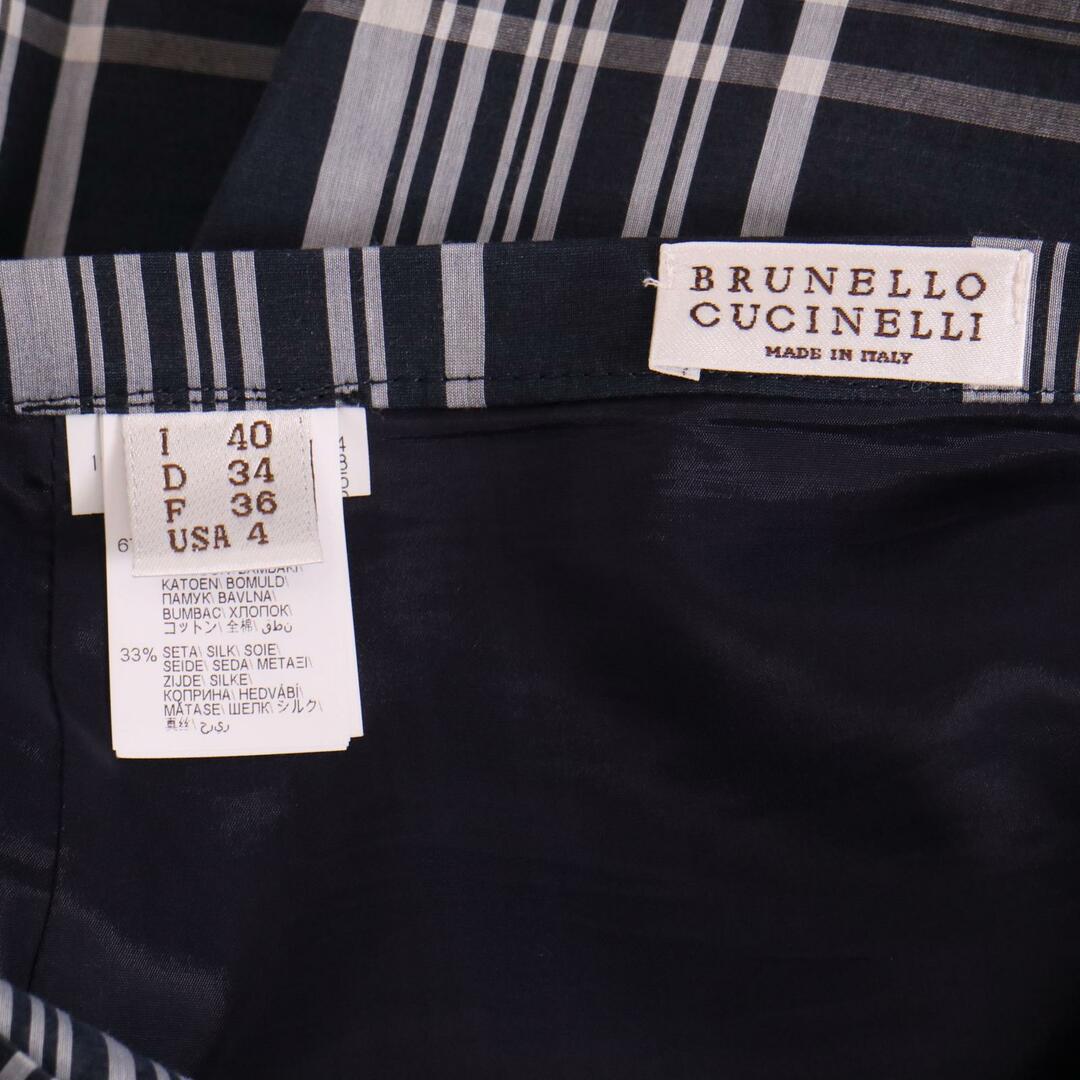 BRUNELLO
CUCINELLI
MADE IN ITALY
I 40
D 34
F 36
USA 4
KATOEN\ BOMULD\
ПАМУК\ BAVLNA\
BUMBAC\ ХЛОПОК\
コットン\ 全棉\ نطق
33% SETA\ SILK\ SOIE\
SEIDE\ SEDA\ ΜΕΤΑΞΙ\
ZIJDE\ SILKE\
КОПРИНА\ HEDVÁBÍ\
MĂTASE\ ШЕЛК\ シルク\
真丝\ ريرح